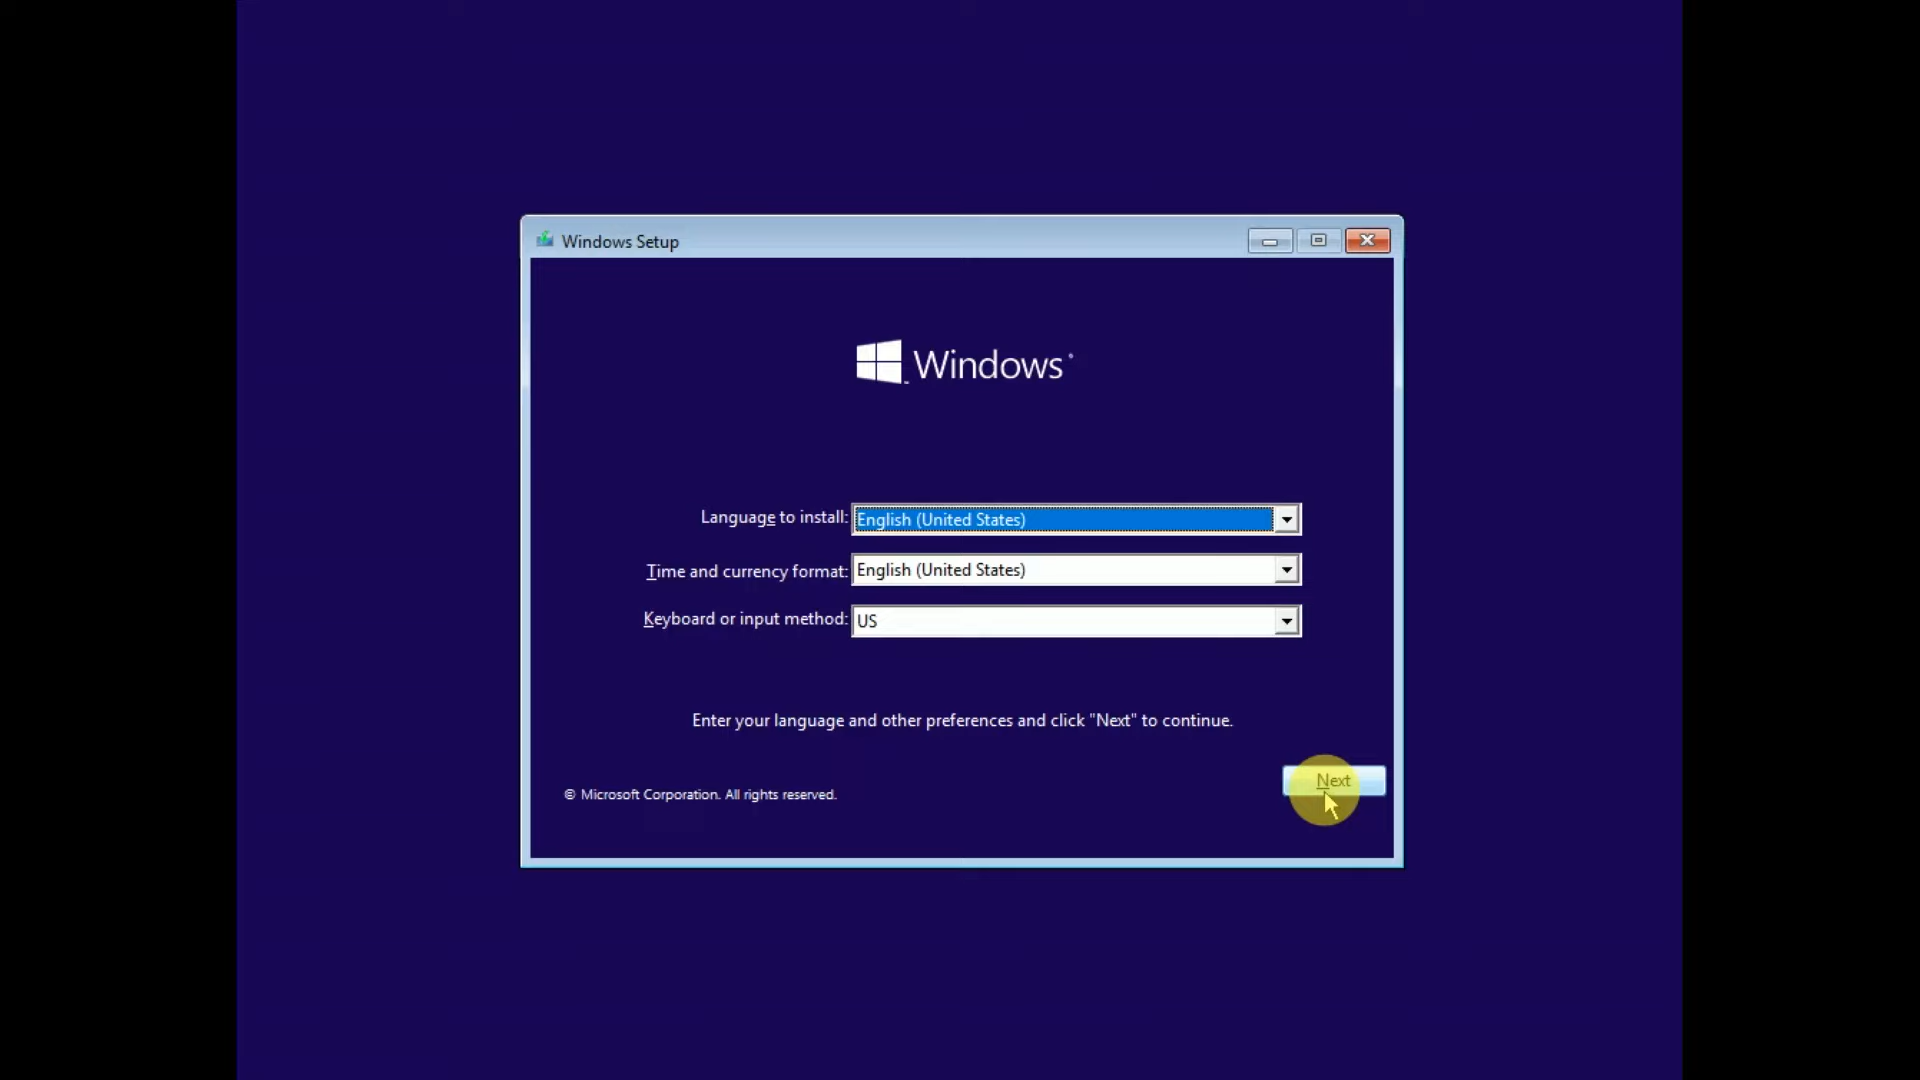 Windows Setup
Windows
Language to install: English (United States)
Time and currency format: English (United States)
Keyboard or input method: US
Enter your language and other preferences and click "Next" to continue.
Next
© Microsoft Corporation. All rights reserved.